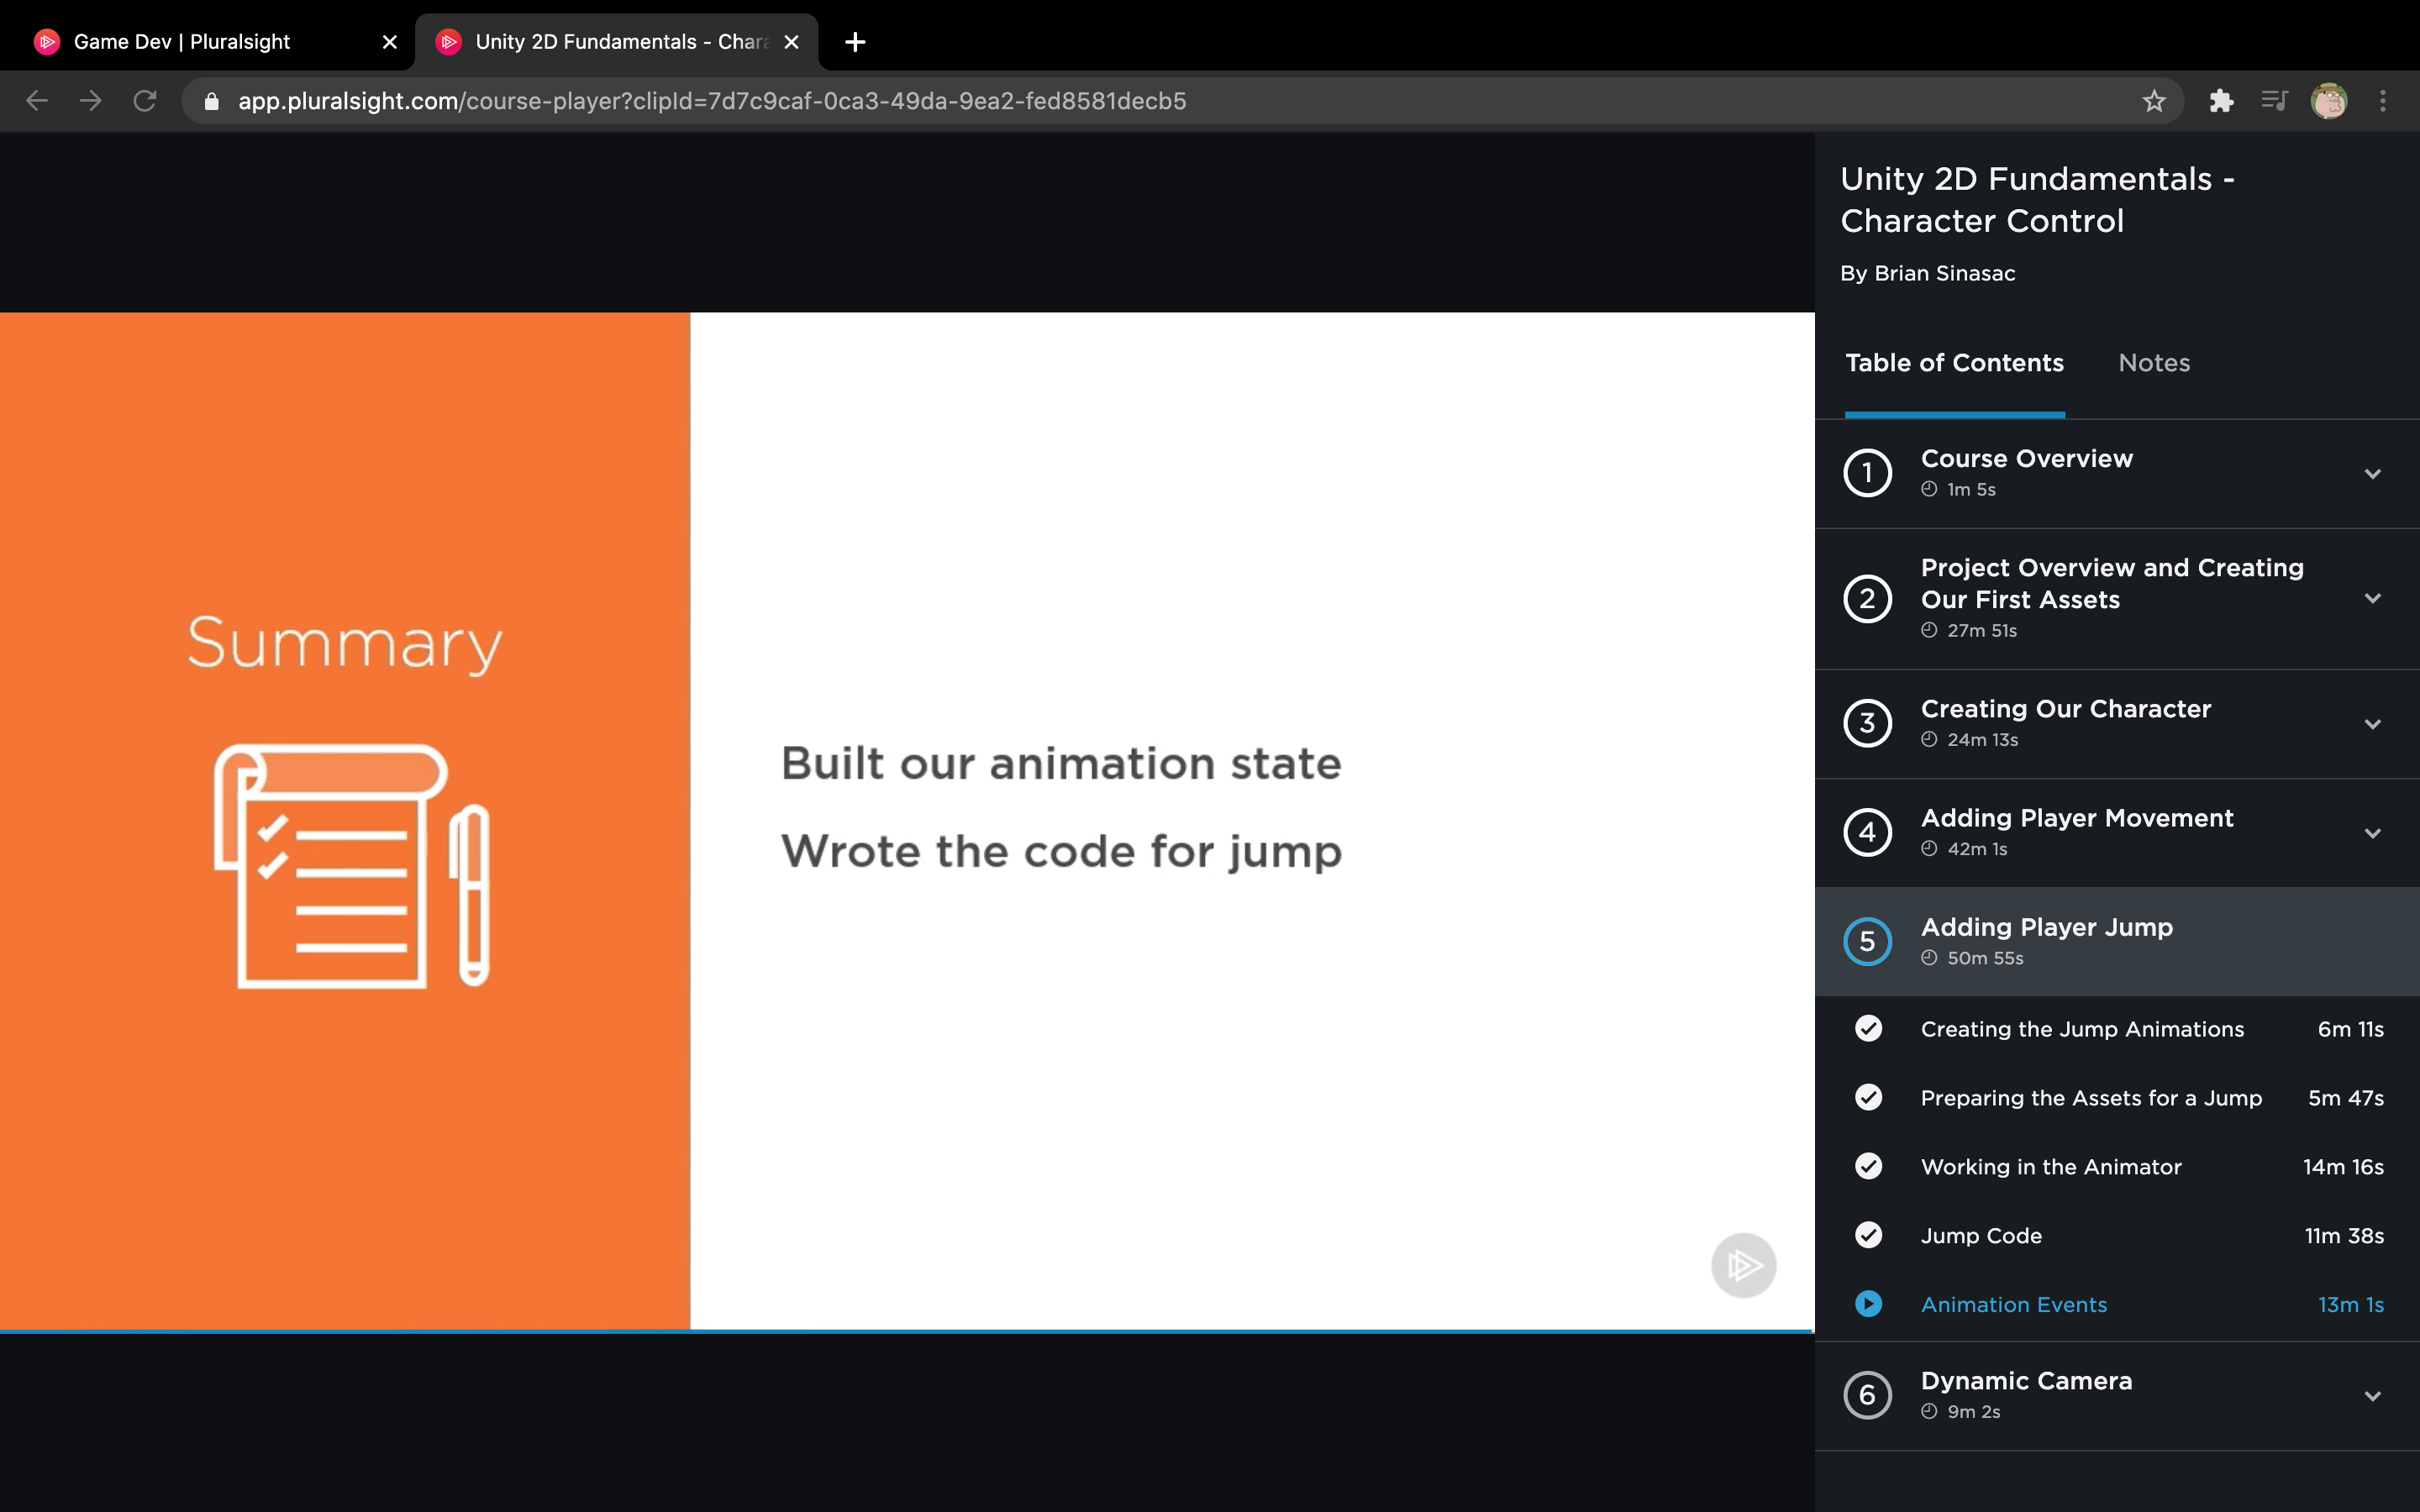 Game Dev | Pluralsight
Unity 2D Fundamentals - Chara
app.pluralsight.com/course-player?clipId=7d7c9caf-0ca3-49da-9ea2-fed8581decb5
Summary
Built our animation state
Wrote the code for jump
Unity 2D Fundamentals -
Character Control
By Brian Sinasac
Table of Contents
Notes
1
Course Overview
1m 5s
2
Project Overview and Creating
Our First Assets
27m 51s
3
Creating Our Character
24m 13s
4
Adding Player Movement
42m 1s
5
Adding Player Jump
50m 55s
Creating the Jump Animations 6m 11s
Preparing the Assets for a Jump 5m 47s
Working in the Animator 14m 16s
Jump Code 11m 38s
Animation Events 13m 1s
6
Dynamic Camera
9m 2s